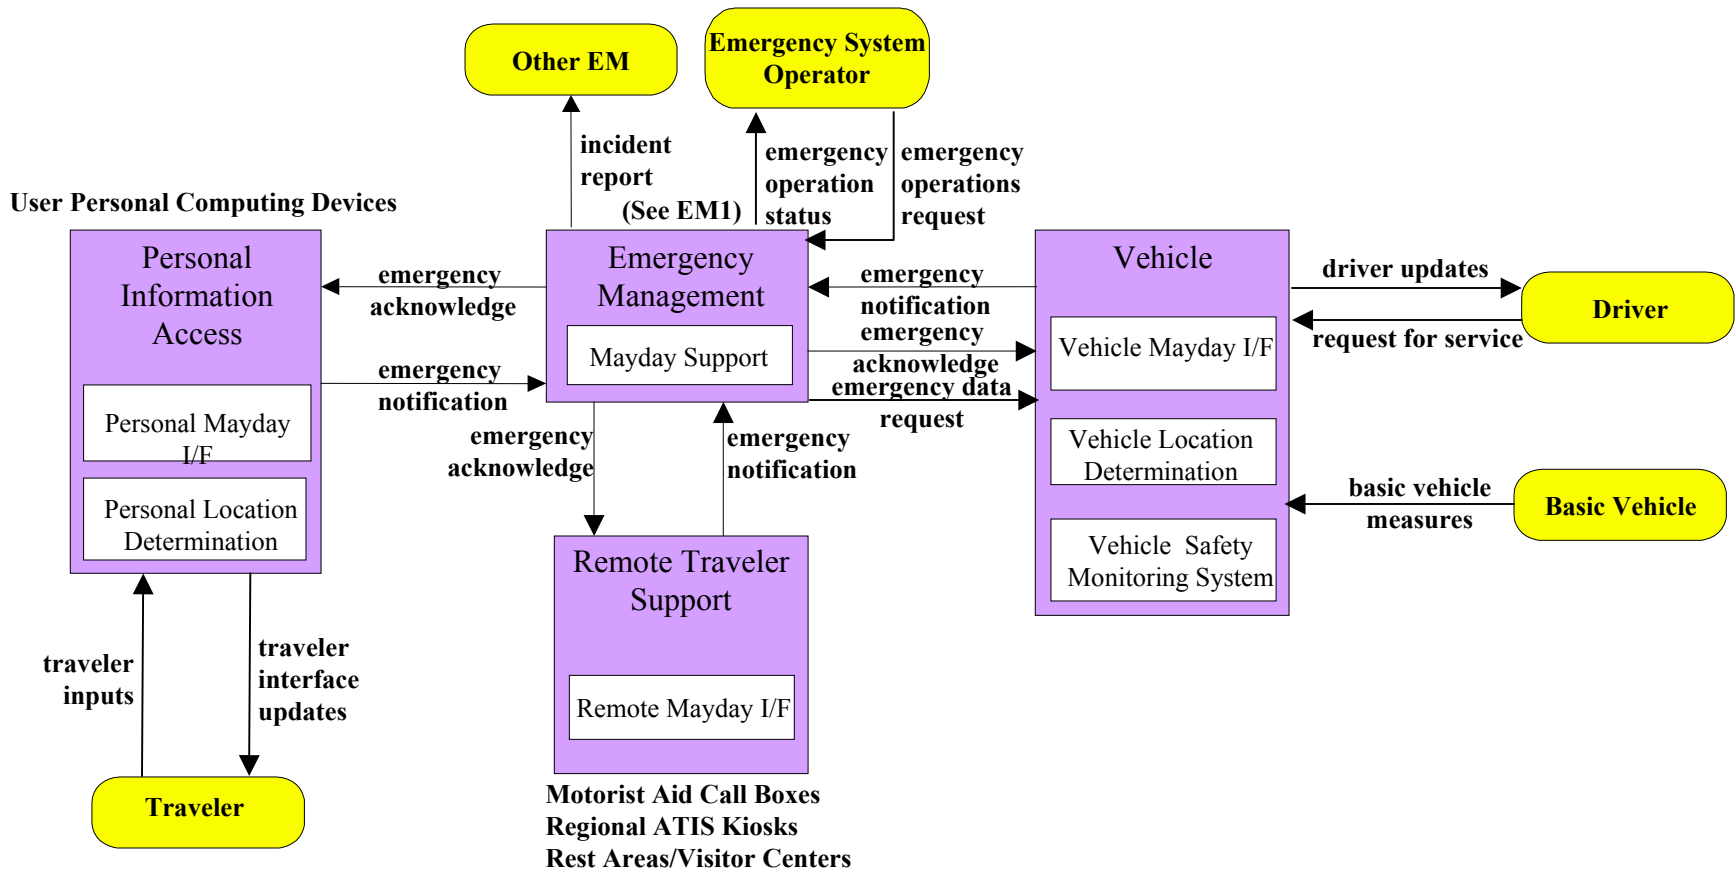 Other EM
Emergency System
Operator
incident
report
emergency
operation
status
emergency
operations
request
User Personal Computing Devices
(See EM1)
Personal
Information
Access
Personal Mayday
I/F
Personal Location
Determination
emergency
acknowledge
emergency
notification
Emergency
Management
Mayday Support
emergency
notification
emergency
acknowledge
emergency data
request
Vehicle
Vehicle Mayday I/F
Vehicle Location
Determination
Vehicle Safety
Monitoring System
driver updates
request for service
Driver
basic vehicle
measures
Basic Vehicle
emergency
acknowledge
emergency
notification
Remote Traveler
Support
Remote Mayday I/F
traveler
inputs
traveler
interface
updates
Traveler
Motorist Aid Call Boxes
Regional ATIS Kiosks
Rest Areas/Visitor Centers